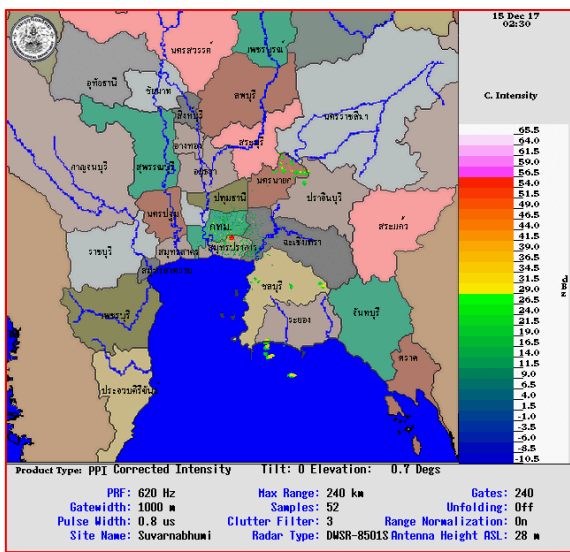 15 Dec 17
02:30
นครสวรรค์
เพชรบูรณ์
อุทัยธานี
ชัยนาท
ลพบุรี
สิงห์บุรี
นครราชสีมา
อ่างทอง
สระบุรี
กาญจนบุรี
สุพรรณบุรี
อยุธยา
นครนายก
ปราจีนบุรี
ปทุมธานี
นครปฐม
กทม.
สระแก้ว
ราชบุรี
สมุทรสาคร
สมุทรปราการ
ฉะเชิงเทรา
สมุทรสงคราม
ชลบุรี
เพชรบุรี
ระยอง
จันทบุรี
ตราด
ประจวบคีรีขันธ์
C. Intensity
65.5
64.0
61.5
59.0
56.5
54.0
51.5
49.0
46.5
44.0
41.5
39.0
36.5
34.0
31.5
29.0
26.5
24.0
21.5
19.0
16.5
14.0
11.5
9.0
6.5
4.0
1.5
-1.0
-3.5
-6.0
-8.5
-10.5
Product Type: PPI Corrected Intensity Tilt: 0 Elevation: 0.7 Degs
PRF: 620 Hz Max Range: 240 km Gates: 240
Gatewidth: 1000 m Samples: 52 Unfolding: Off
Pulse Width: 0.8 us Clutter Filter: 3 Range Normalization: On
Site Name: Suvarnabhumi Radar Type: DWSR-8501S Antenna Height ASL: 28 m